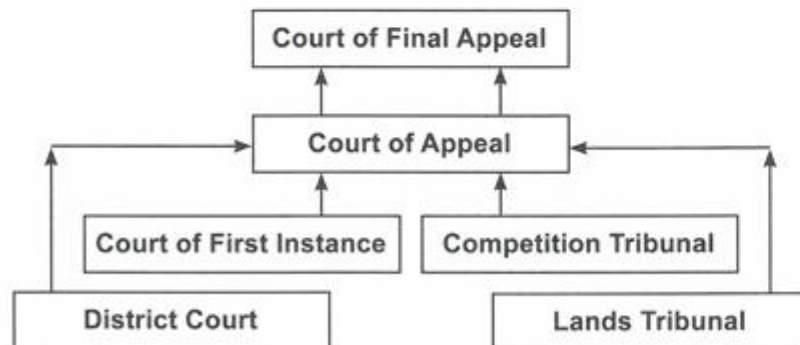 Court of Final Appeal
Court of Appeal
Court of First Instance
Competition Tribunal
District Court
Lands Tribunal